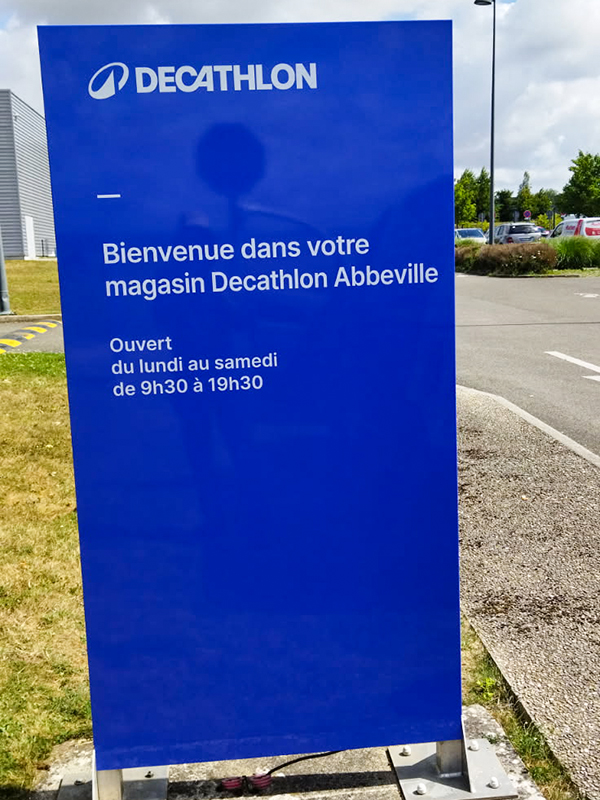 DECATHLON
Bienvenue dans votre
magasin Decathlon Abbeville
Ouvert
du lundi au samedi
de 9h30 à 19h30